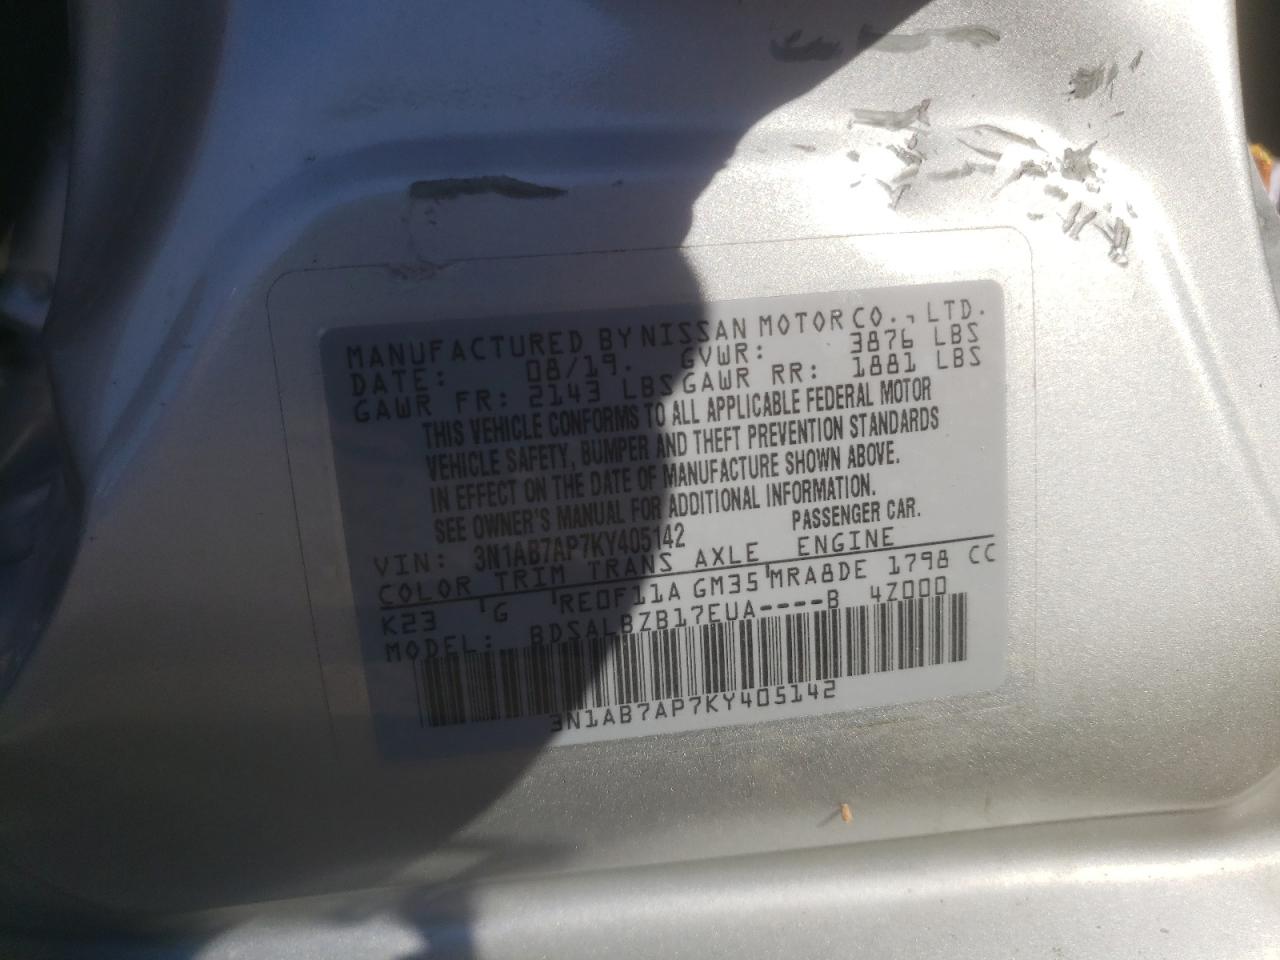 MANUFACTURED BY NISSAN MOTOR CO., LTD.
DATE: 08/19. GVWR: 3876 LBS
GAWR FR: 2143 LBS GAWR RR: 1881 LBS
THIS VEHICLE CONFORMS TO ALL APPLICABLE FEDERAL MOTOR
VEHICLE SAFETY, BUMPER AND THEFT PREVENTION STANDARDS
IN EFFECT ON THE DATE OF MANUFACTURE SHOWN ABOVE.
SEE OWNER'S MANUAL FOR ADDITIONAL INFORMATION.
VIN: 3N1AB7AP7KY405142 PASSENGER CAR.
COLOR TRIM TRANS AXLE ENGINE
K23 G RE0F11A GM35 MRA8DE 1798 CC
MODEL: BDSALBZB17EUA----B 4Z000
3N1AB7AP7KY405142